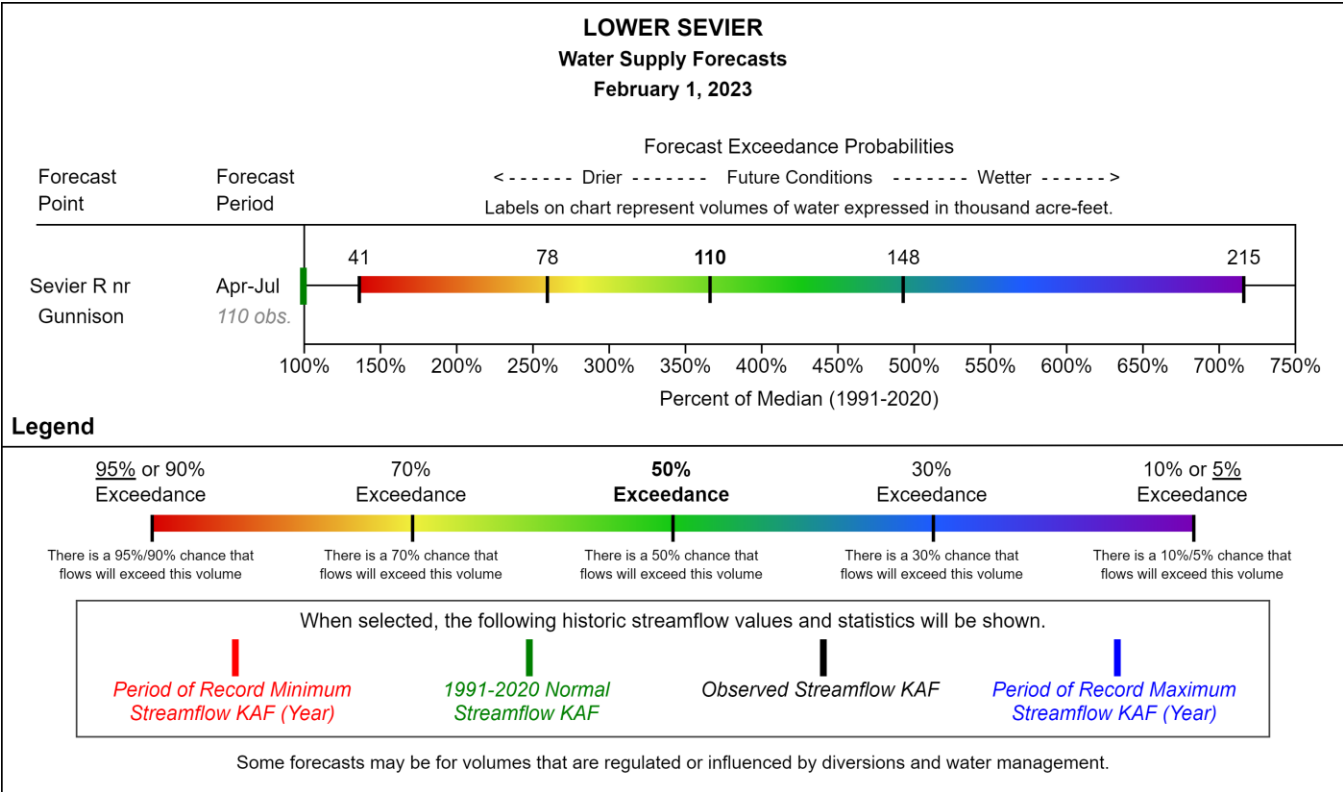 LOWER SEVIER
Water Supply Forecasts
February 1, 2023
Forecast Exceedance Probabilities
Forecast Point
Forecast Period
<------ Drier ------- Future Conditions ------- Wetter ------>
Labels on chart represent volumes of water expressed in thousand acre-feet.
41 78 110 148 215
Sevier R nr Gunnison
Apr-Jul
110 obs.
100% 150% 200% 250% 300% 350% 400% 450% 500% 550% 600% 650% 700% 750%
Percent of Median (1991-2020)
Legend
95% or 90% Exceedance
70% Exceedance
50% Exceedance
30% Exceedance
10% or 5% Exceedance
There is a 95%/90% chance that
flows will exceed this volume
There is a 70% chance that
flows will exceed this volume
There is a 50% chance that
flows will exceed this volume
There is a 30% chance that
flows will exceed this volume
There is a 10%/5% chance that
flows will exceed this volume
When selected, the following historic streamflow values and statistics will be shown.
Period of Record Minimum
Streamflow KAF (Year)
1991-2020 Normal
Streamflow KAF
Observed Streamflow KAF
Period of Record Maximum
Streamflow KAF (Year)
Some forecasts may be for volumes that are regulated or influenced by diversions and water management.